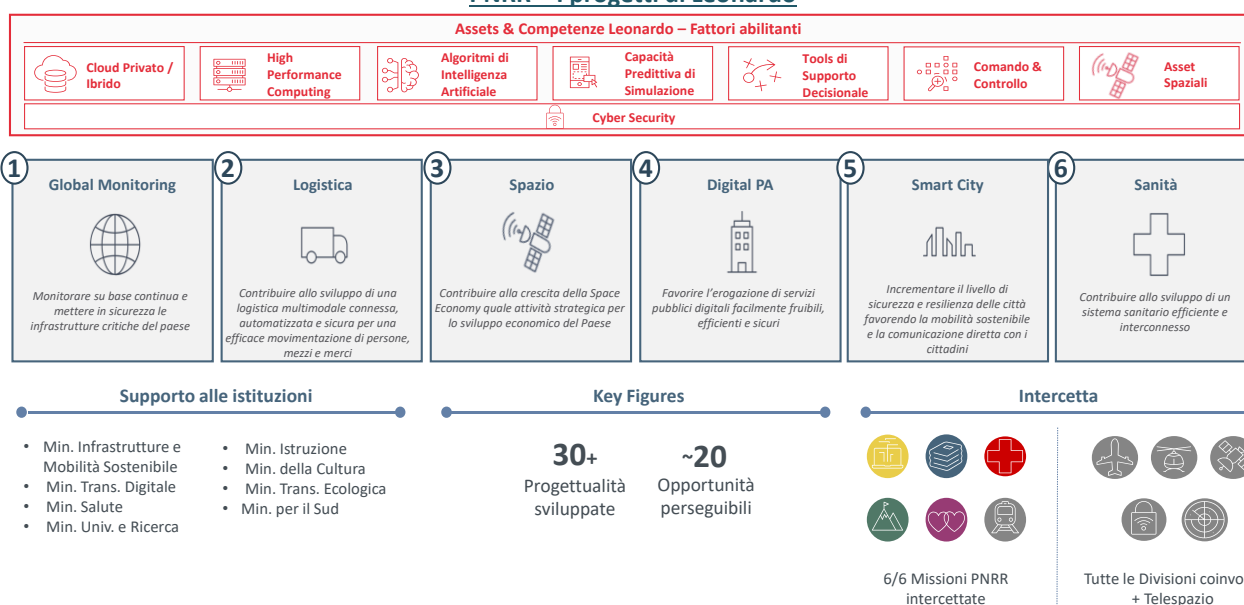 PNRR – I progetti di Leonardo
Assets & Competenze Leonardo – Fattori abilitanti
Cloud Privato /
Ibrido
High
Performance
Computing
Algoritmi di
Intelligenza
Artificiale
Capacità
Predittiva di
Simulazione
Tools di
Supporto
Decisionale
Comando &
Controllo
Asset
Spaziali
Cyber Security
1
Global Monitoring
Monitorare su base continua e
mettere in sicurezza le
infrastrutture critiche del paese
2
Logistica
Contribuire allo sviluppo di una
logistica multimodale connessa,
automatizzata e sicura per una
efficace movimentazione di persone,
mezzi e merci
3
Spazio
Contribuire alla crescita della Space
Economy quale attività strategica per
lo sviluppo economico del Paese
4
Digital PA
Favorire l'erogazione di servizi
pubblici digitali facilmente fruibili,
efficienti e sicuri
5
Smart City
Incrementare il livello di
sicurezza e resilienza delle città
favorendo la mobilità sostenibile
e la comunicazione diretta con i
cittadini
6
Sanità
Contribuire allo sviluppo di un
sistema sanitario efficiente e
interconnesso
Supporto alle istituzioni
• Min. Infrastrutture e
Mobilità Sostenibile
• Min. Trans. Digitale
• Min. Salute
• Min. Univ. e Ricerca
• Min. Istruzione
• Min. della Cultura
• Min. Trans. Ecologica
• Min. per il Sud
Key Figures
30+
Progettualità
sviluppate
~20
Opportunità
perseguibili
Intercetta
6/6 Missioni PNRR
intercettate
Tutte le Divisioni coinvo
+ Telespazio